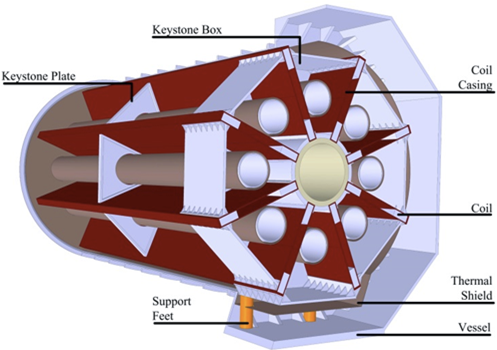 Keystone Box
Keystone Plate
Coil
Casing
Coil
Thermal
Shield
Support
Feet
Vessel